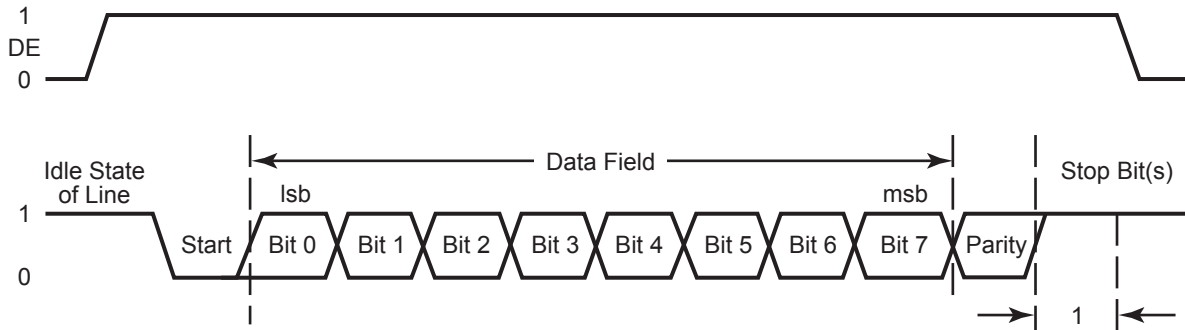 1
DE
0
Data Field
Idle State
of Line
Stop Bit(s)
lsb
msb
1
Start
Bit 0
Bit 1
Bit 2
Bit 3
Bit 4
Bit 5
Bit 6
Bit 7
Parity
0
1